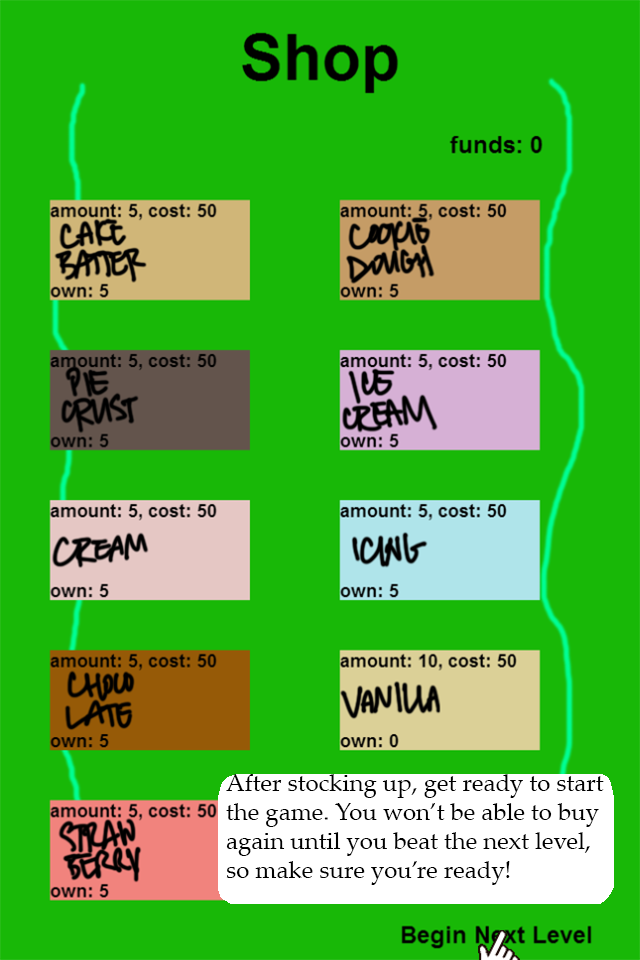 Shop
funds: 0
amount: 5, cost: 50
CAKE
BATTER
own: 5
amount: 5, cost: 50
COOKIE
DOUGH
own: 5
amount: 5, cost: 50
PIE
CRUST
own: 5
amount: 5, cost: 50
ICE
CREAM
own: 5
amount: 5, cost: 50
CREAM
own: 5
amount: 5, cost: 50
ICING
own: 5
amount: 5, cost: 50
CHOCO
LATE
own: 5
amount: 10, cost: 50
VANILLA
own: 0
amount: 5, cost: 50
STRAW
BERRY
own: 5
After stocking up, get ready to start
the game. You won’t be able to buy
again until you beat the next level,
so make sure you’re ready!
Begin Next Level